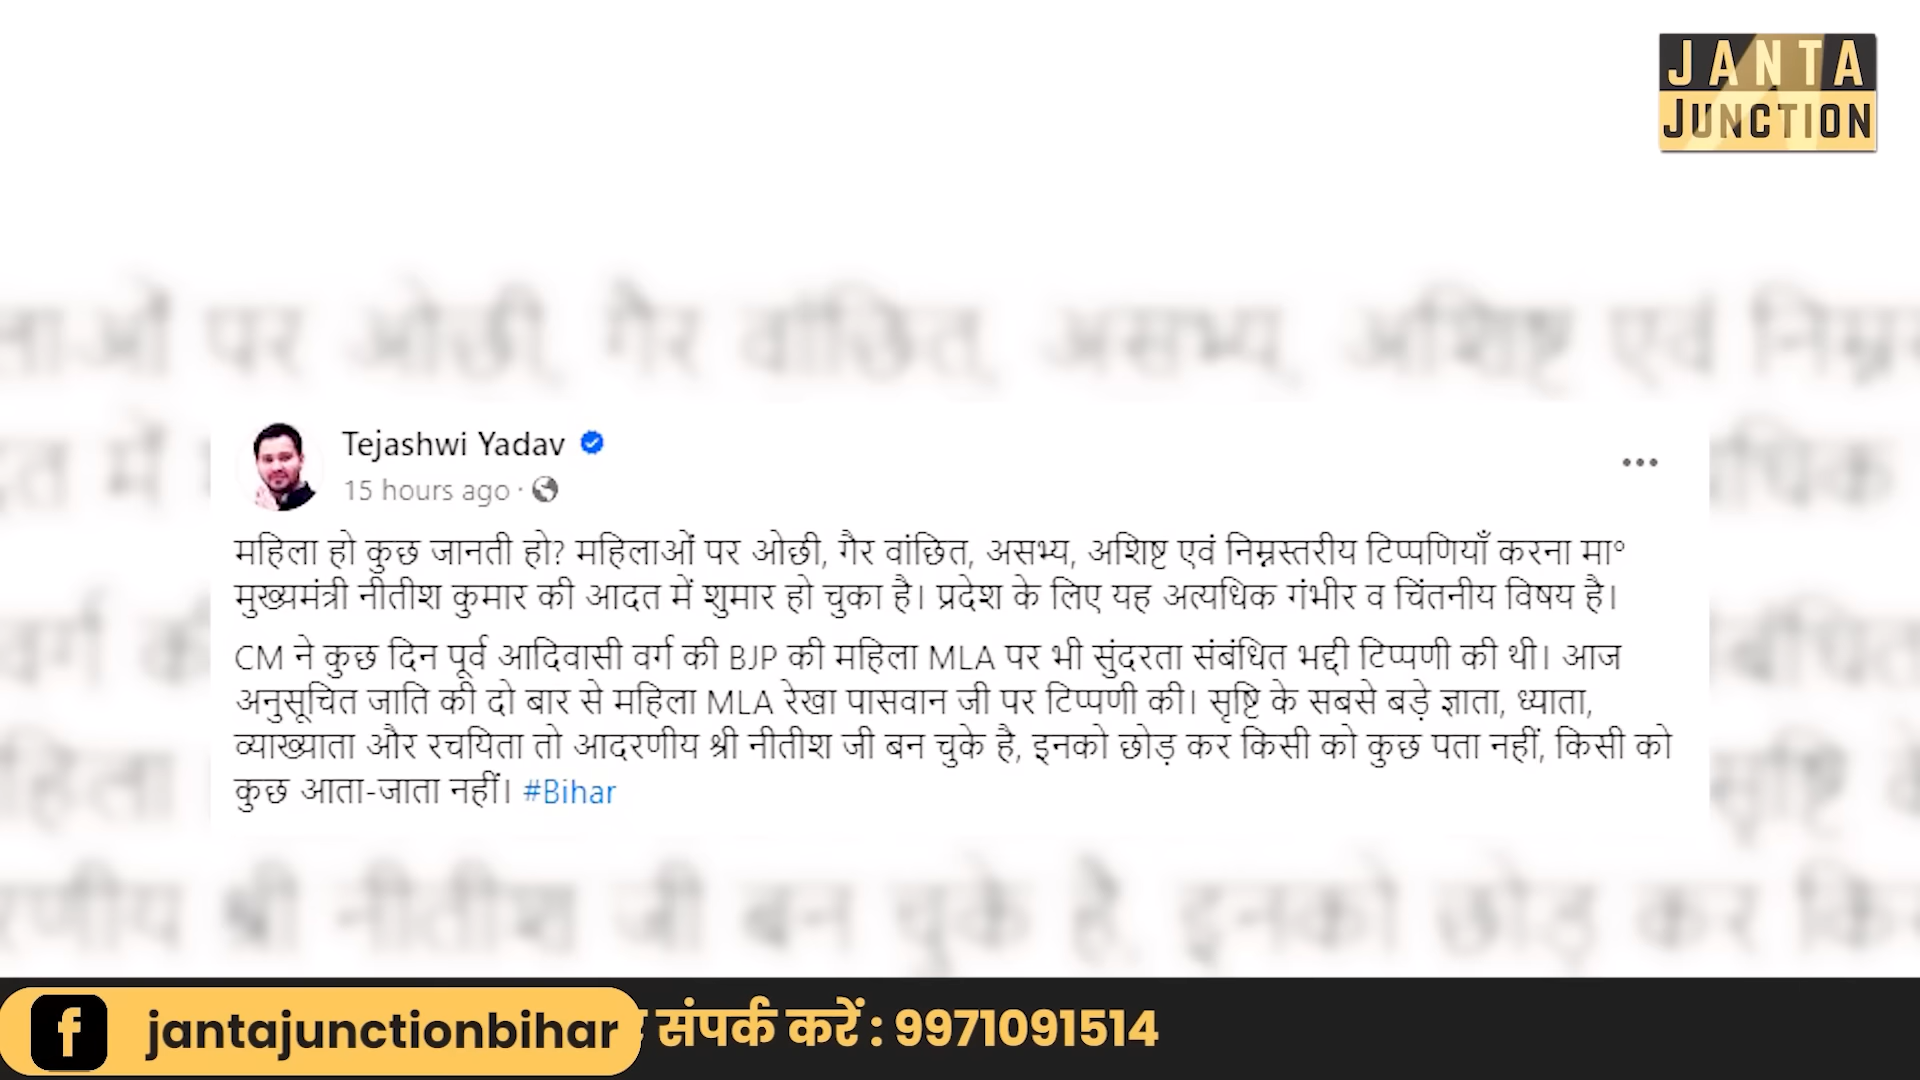 JANTA
JUNCTION
Tejashwi Yadav
15 hours ago ·
महिला हो कुछ जानती हो? महिलाओं पर ओछी, गैर वांछित, असभ्य, अशिष्ट एवं निम्नस्तरीय टिप्पणियाँ करना मा॰
मुख्यमंत्री नीतीश कुमार की आदत में शुमार हो चुका है। प्रदेश के लिए यह अत्यधिक गंभीर व चिंतनीय विषय है।
CM ने कुछ दिन पूर्व आदिवासी वर्ग की BJP की महिला MLA पर भी सुंदरता संबंधित भद्दी टिप्पणी की थी। आज
अनुसूचित जाति की दो बार से महिला MLA रेखा पासवान जी पर टिप्पणी की। सृष्टि के सबसे बड़े ज्ञाता, ध्याता,
व्याख्याता और रचयिता तो आदरणीय श्री नीतीश जी बन चुके है, इनको छोड़ कर किसी को कुछ पता नहीं, किसी को
कुछ आता-जाता नहीं। #Bihar
jantajunctionbihar संपर्क करें : 9971091514